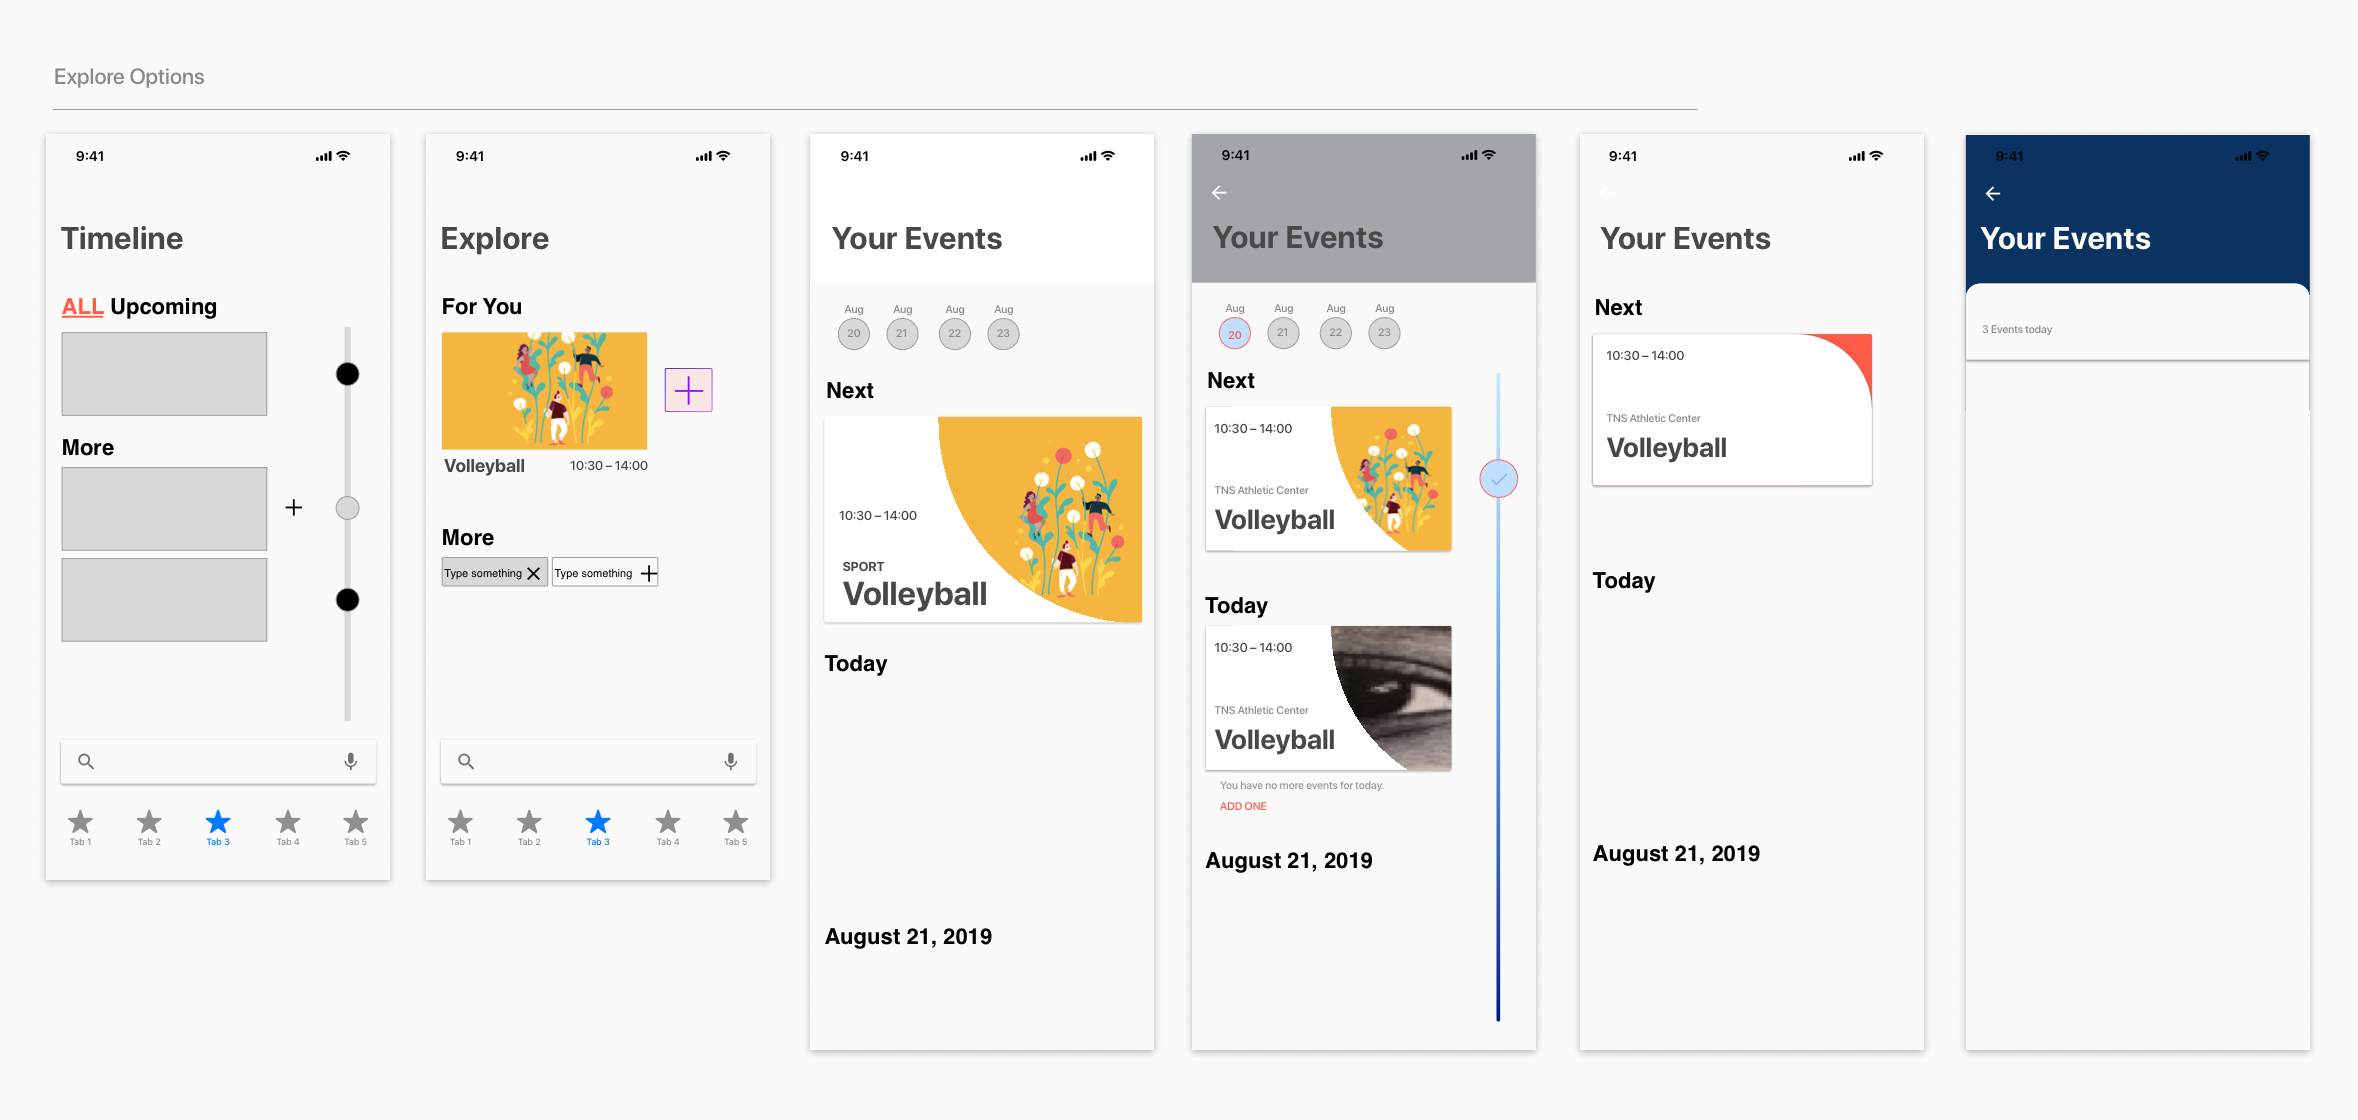 Explore Options
9:41
Timeline
ALL Upcoming
More
Tab 1
Tab 2
Tab 3
Tab 4
Tab 5
9:41
Explore
For You
Volleyball
10:30 – 14:00
More
Type something
Type something
Tab 1
Tab 2
Tab 3
Tab 4
Tab 5
9:41
Your Events
Aug Aug Aug Aug
20 21 22 23
Next
10:30 – 14:00
SPORT
Volleyball
Today
August 21, 2019
9:41
Your Events
Aug Aug Aug Aug
20 21 22 23
Next
10:30 – 14:00
TNS Athletic Center
Volleyball
Today
10:30 – 14:00
TNS Athletic Center
Volleyball
You have no more events for today.
ADD ONE
August 21, 2019
9:41
Your Events
Next
10:30 – 14:00
TNS Athletic Center
Volleyball
Today
August 21, 2019
9:41
Your Events
3 Events today